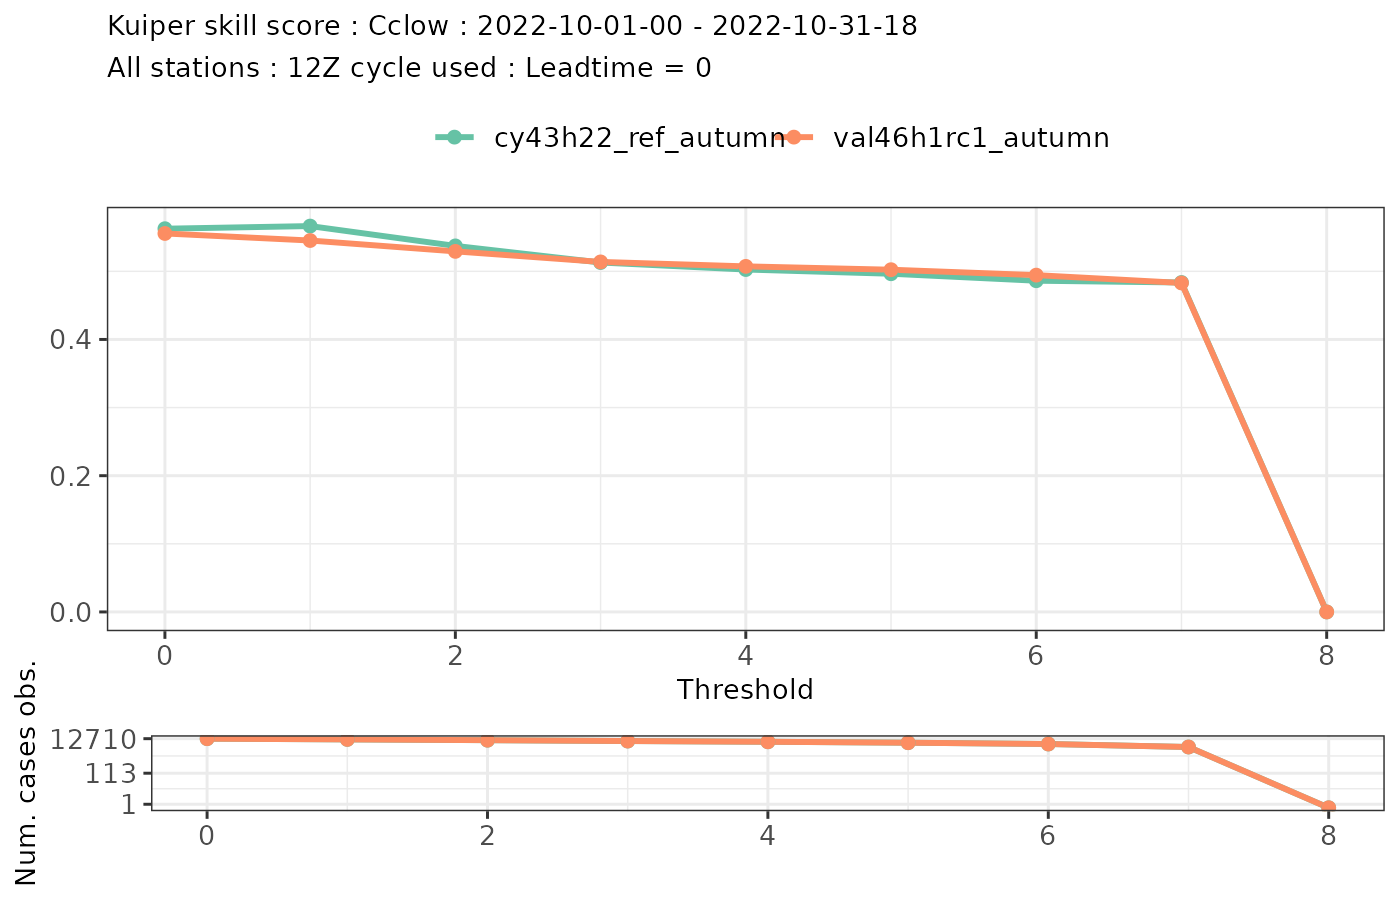 Kuiper skill score : Cclow : 2022-10-01-00 - 2022-10-31-18
All stations : 12Z cycle used : Leadtime = 0
cy43h22_ref_autumn val46h1rc1_autumn
0.4
0.2
0.0
0 2 4 6 8
Threshold
Num. cases obs.
12710
113
1
0 2 4 6 8